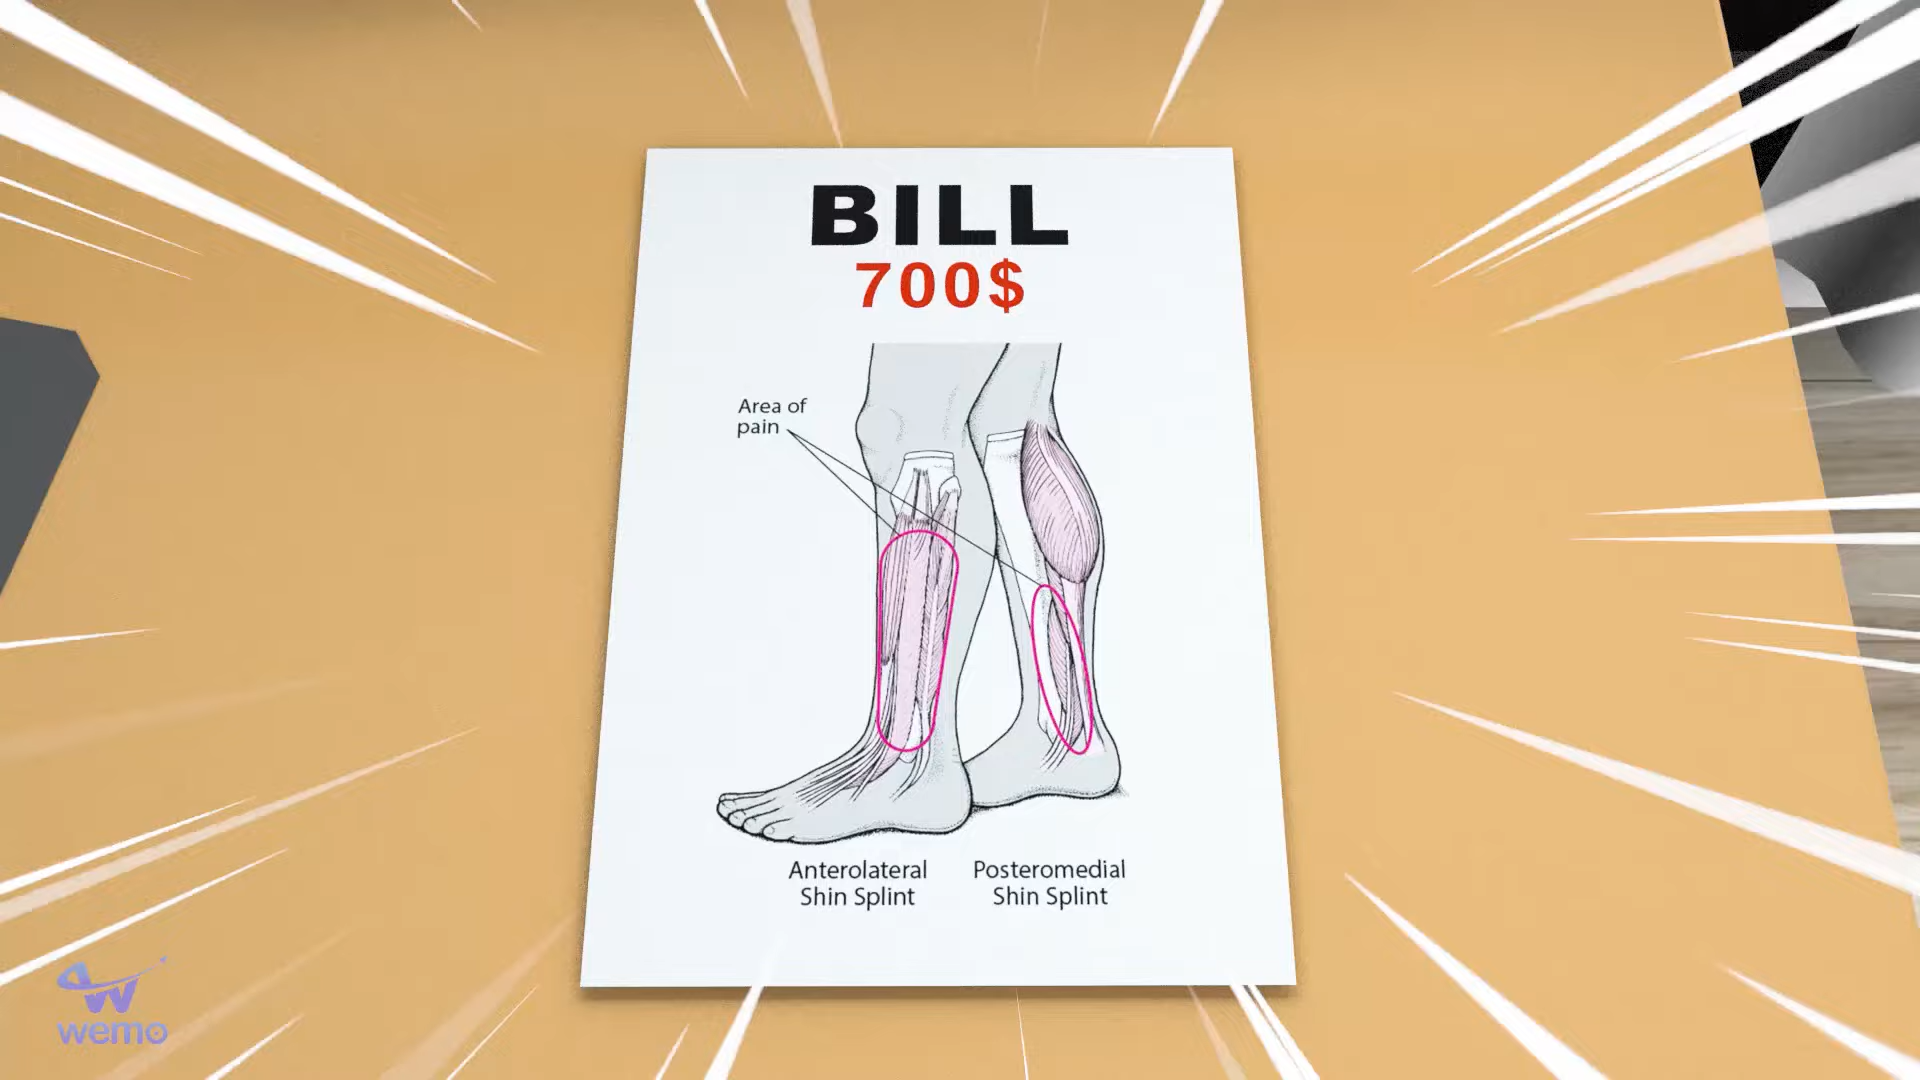 BILL
700$
Area of
pain
Anterolateral
Shin Splint
Posteromedial
Shin Splint
wemo